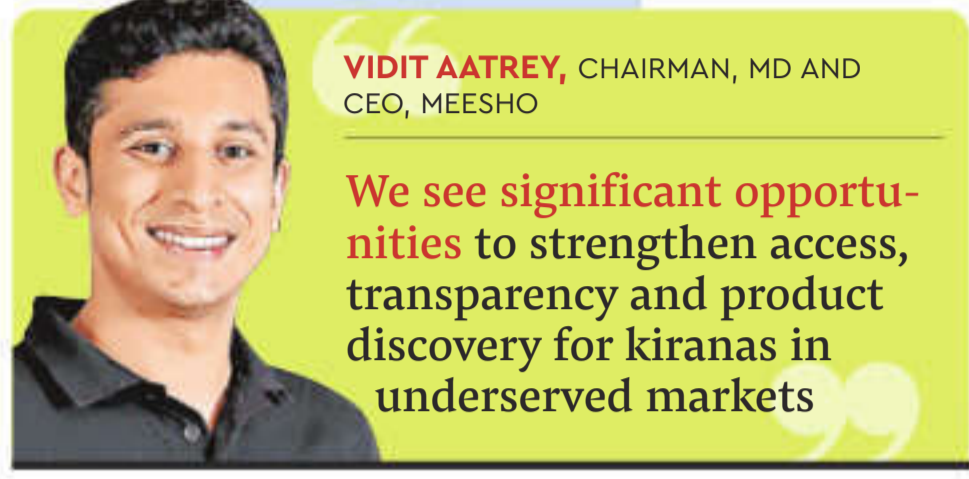 VIDIT AATREY, CHAIRMAN, MD AND
CEO, MEESHO
We see significant opportu-
nities to strengthen access,
transparency and product
discovery for kiranas in
underserved markets